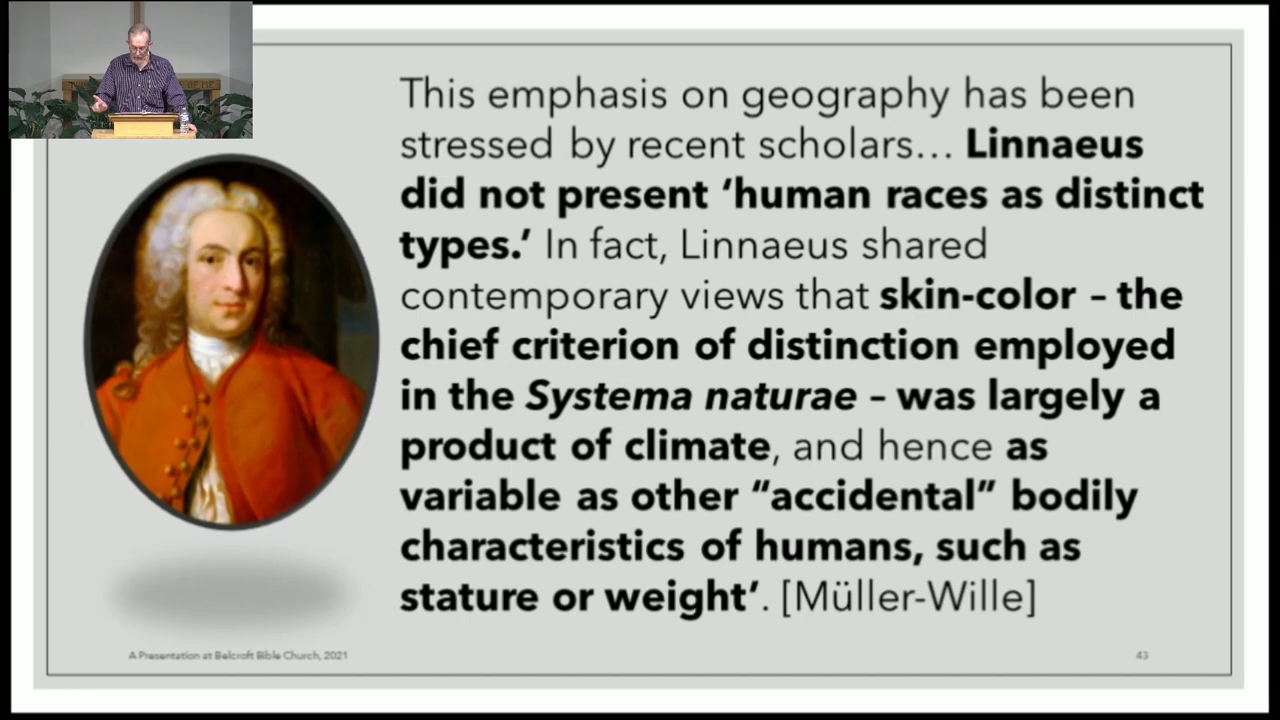 This emphasis on geography has been
stressed by recent scholars… Linnaeus
did not present ‘human races as distinct
types.’ In fact, Linnaeus shared
contemporary views that skin-color – the
chief criterion of distinction employed
in the Systema naturae – was largely a
product of climate, and hence as
variable as other “accidental” bodily
characteristics of humans, such as
stature or weight’. [Müller-Wille]
A Presentation at Belcroft Bible Church, 2021
43